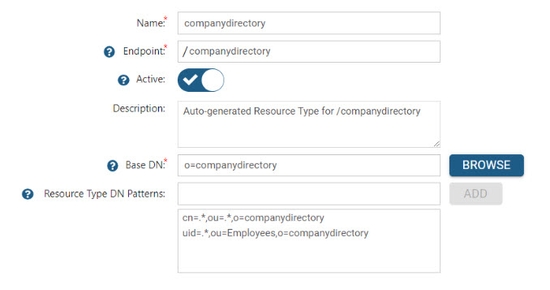 Name:* companydirectory
? Endpoint:* /companydirectory
? Active:
Description: Auto-generated Resource Type for /companydirectory
? Base DN:* o=companydirectory BROWSE
? Resource Type DN Patterns: ADD
cn=.*,ou=.*,o=companydirectory
uid=.*,ou=Employees,o=companydirectory